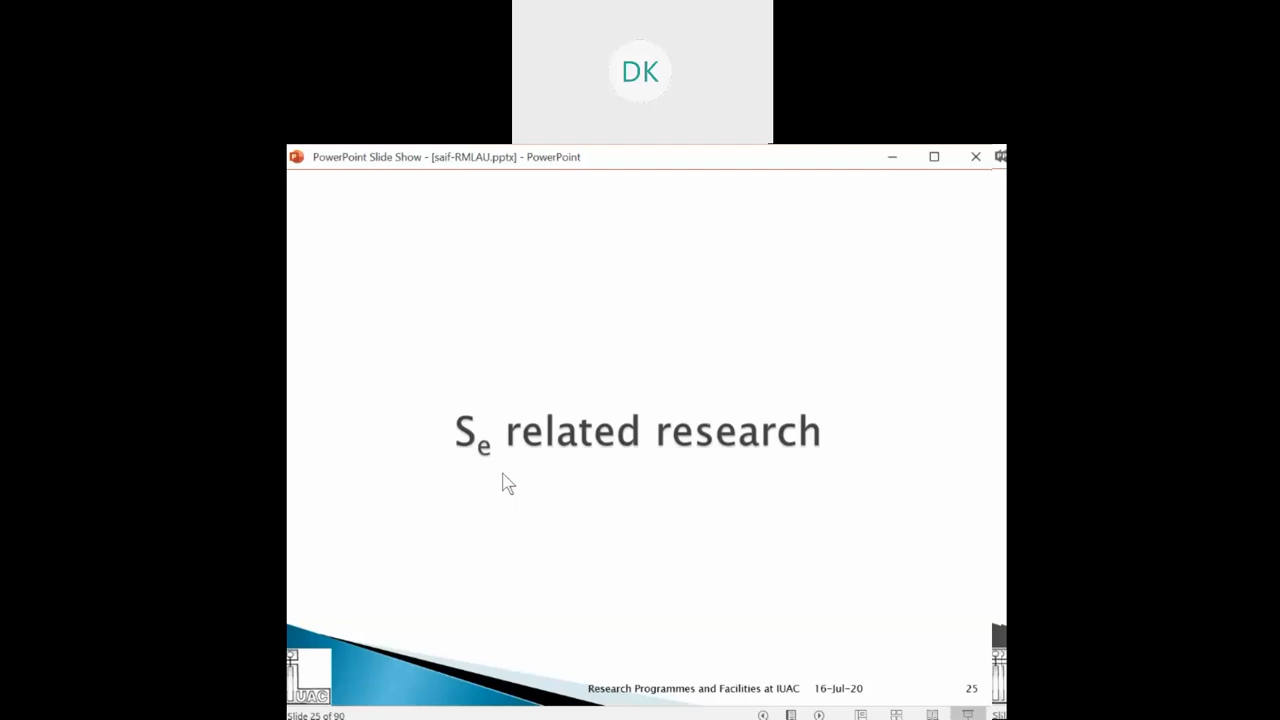 DK
PowerPoint Slide Show - [saif-RMLAU.pptx] - PowerPoint
Se related research
IUAC
Research Programmes and Facilities at IUAC 16-Jul-20 25
Slide 25 of 90